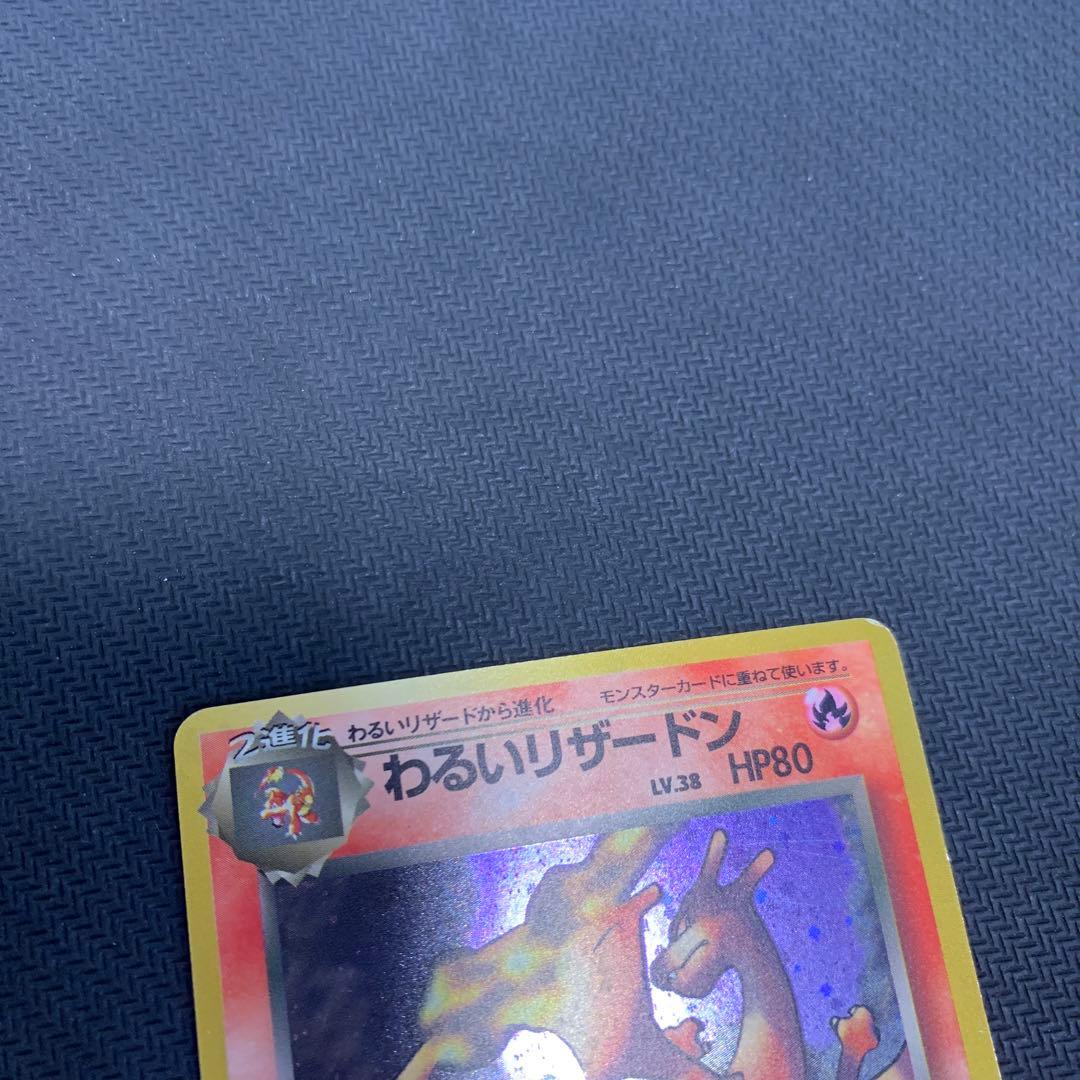 2進化
わるいリザードから進化
モンスターカードに重ねて使います。
わるいリザードン
LV.38
HP80